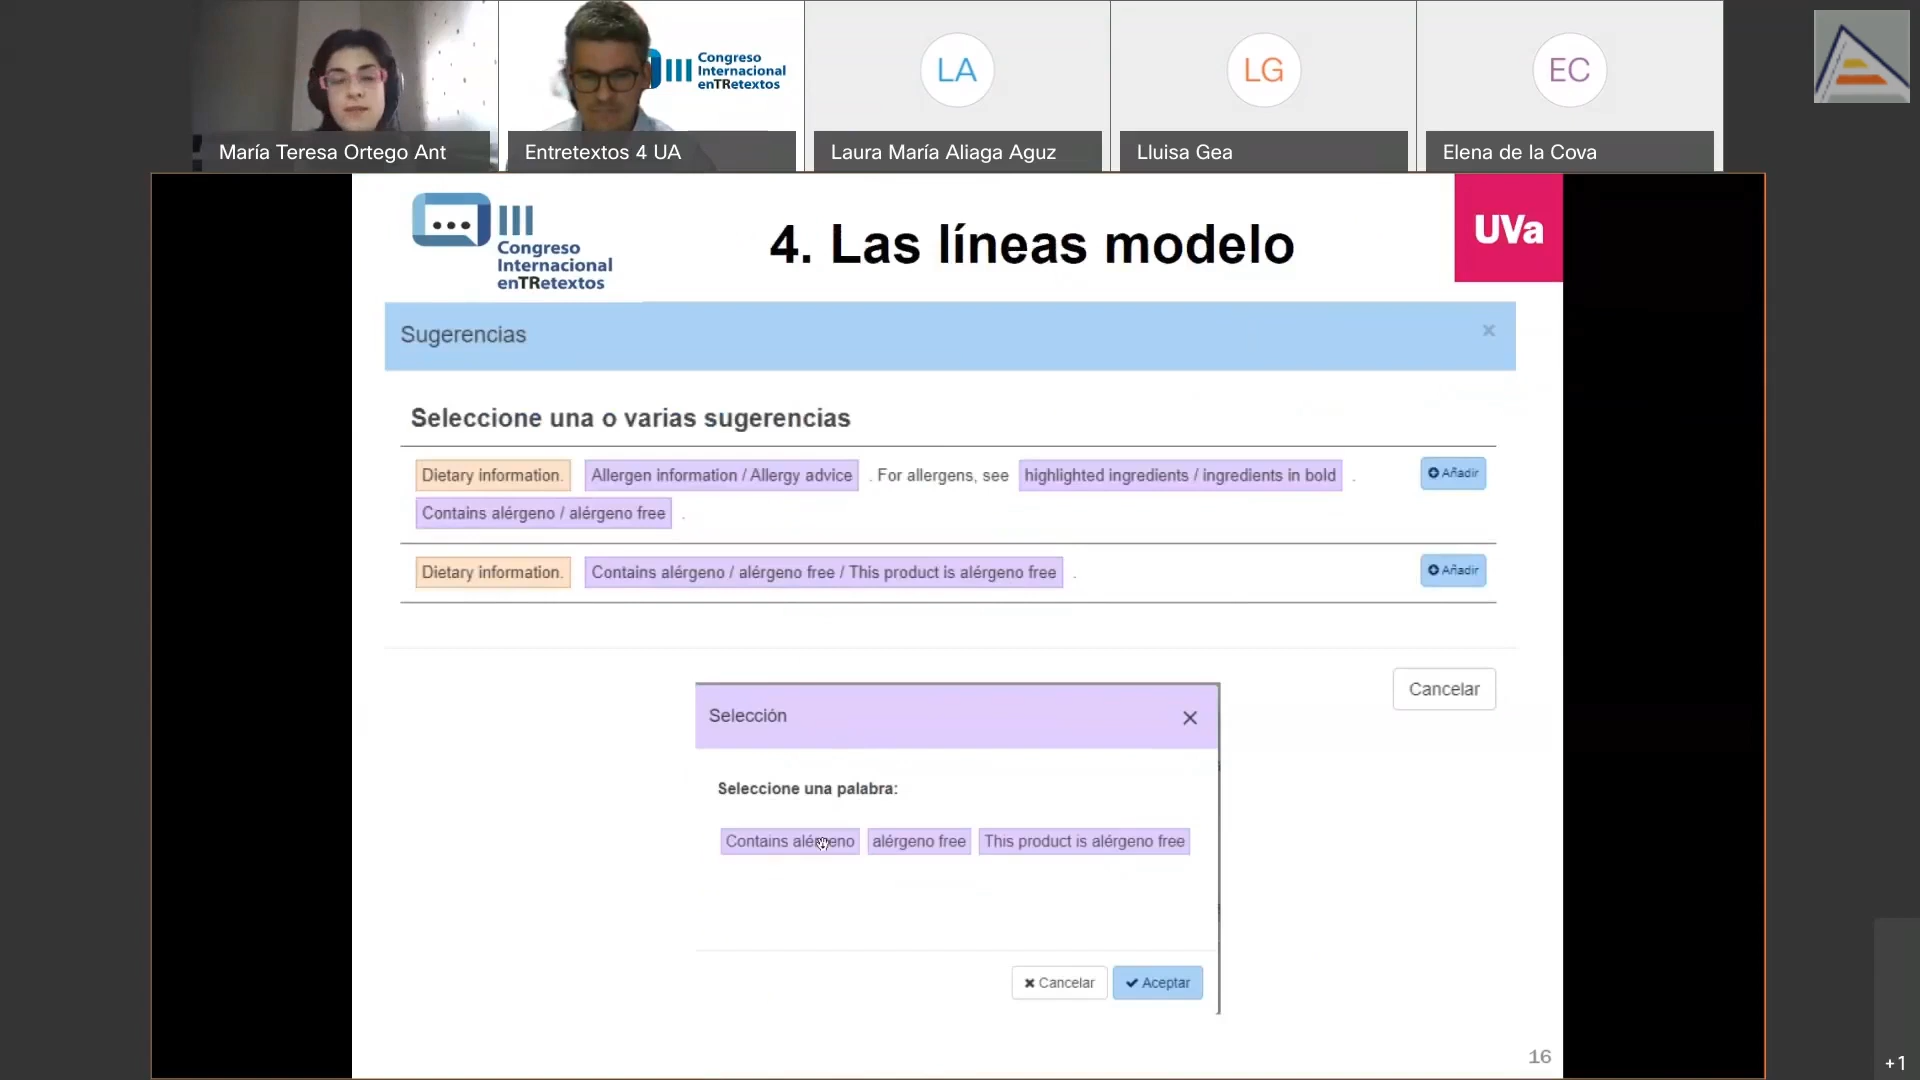 Congreso
Internacional
enTRetextos
LA
LG
EC
María Teresa Ortego Ant
Entretextos 4 UA
Laura María Aliaga Aguz
Lluisa Gea
Elena de la Cova
III
Congreso
Internacional
enTRetextos
4. Las líneas modelo
UVa
Sugerencias
×
Seleccione una o varias sugerencias
Dietary information. Allergen information / Allergy advice . For allergens, see highlighted ingredients / ingredients in bold .
Añadir
Contains alérgeno / alérgeno free .
Dietary information. Contains alérgeno / alérgeno free / This product is alérgeno free .
Añadir
Cancelar
Selección
Seleccione una palabra:
Contains alérgeno alérgeno free This product is alérgeno free
Cancelar Aceptar
16
+1